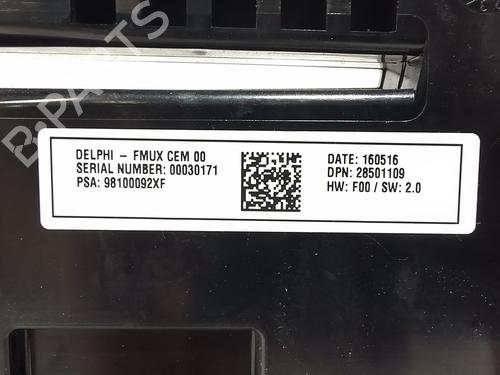 B-PARTS
DELPHI - FMUX CEM 00
SERIAL NUMBER: 00030171
PSA: 98100092XF
DATE: 160516
DPN: 28501109
HW: F00 / SW: 2.0